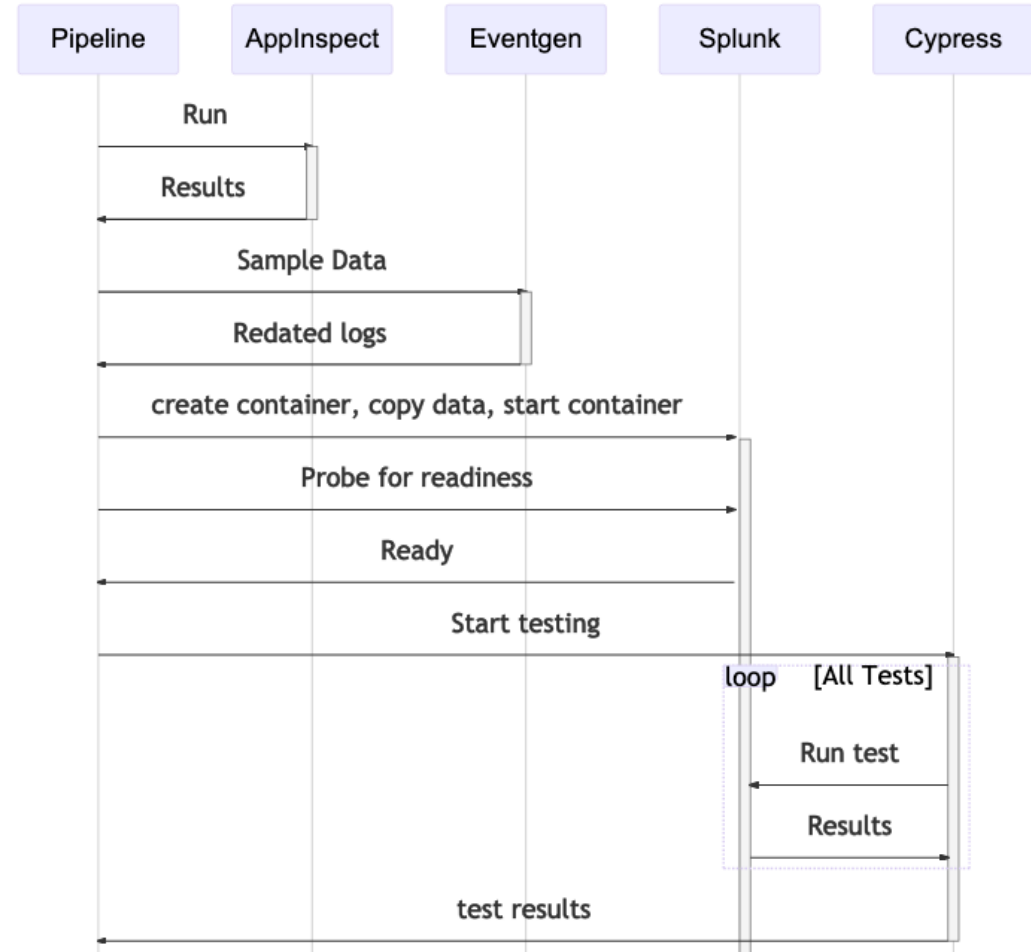 Pipeline AppInspect Eventgen Splunk Cypress
Run
Results
Sample Data
Redated logs
create container, copy data, start container
Probe for readiness
Ready
Start testing
loop [All Tests]
Run test
Results
test results